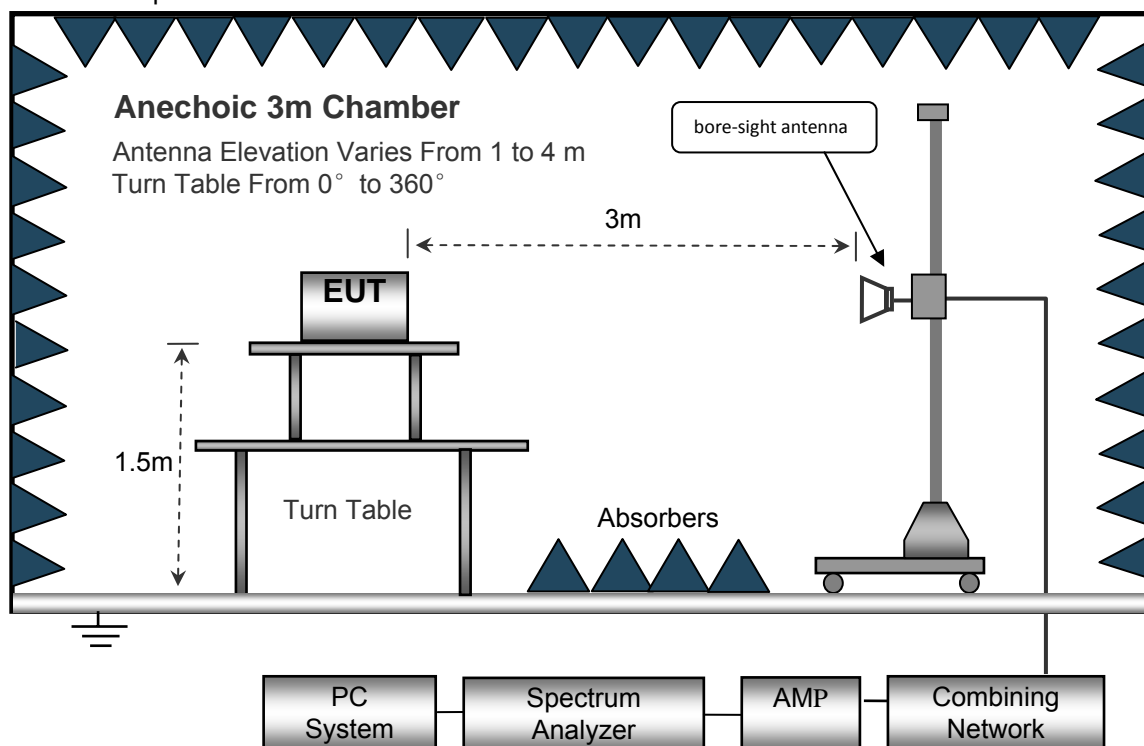 Anechoic 3m Chamber
Antenna Elevation Varies From 1 to 4 m
Turn Table From 0° to 360°
bore-sight antenna
3m
EUT
1.5m
Turn Table
Absorbers
PC
System
Spectrum
Analyzer
AMP
Combining
Network